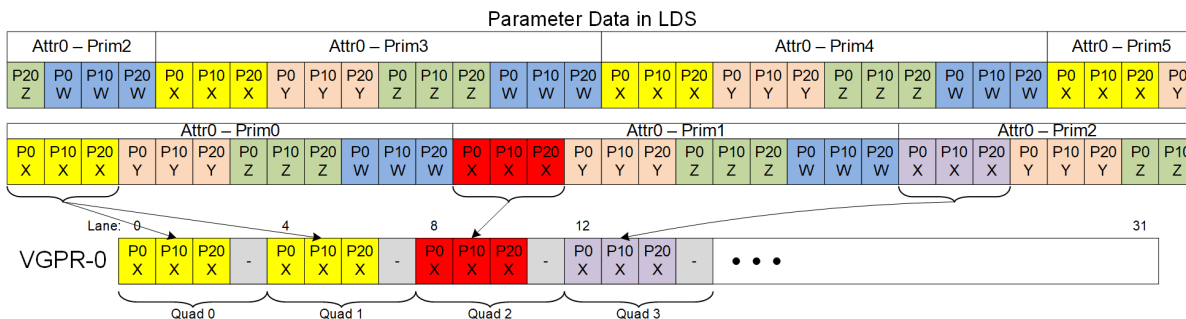 Parameter Data in LDS
Attr0 – Prim2 Attr0 – Prim3 Attr0 – Prim4 Attr0 – Prim5
P20 P0 P10 P20 P0 P10 P20 P0 P10 P20 P0 P10 P20 P0 P10 P20 P0 P10 P20 P0 P10 P20 P0 P10 P20 P0 P10 P20 P0 P10 P20 P0
Z W W W X X X Y Y Y Z Z Z W W W X X X Y Y Y Z Z Z W W W X X X Y
Attr0 – Prim0 Attr0 – Prim1 Attr0 – Prim2
P0 P10 P20 P0 P10 P20 P0 P10 P20 P0 P10 P20 P0 P10 P20 P0 P10 P20 P0 P10 P20 P0 P10 P20 P0 P10 P20 P0 P10 P20 P0 P10
X X X Y Y Y Z Z Z W W W X X X Y Y Y Z Z Z W W W X X X Y Y Y Z Z
Lane: 0 4 8 12 31
VGPR-0
P0 P10 P20 - P0 P10 P20 - P0 P10 P20 - P0 P10 P20 - • • •
X X X X X X X X X X X X
Quad 0 Quad 1 Quad 2 Quad 3